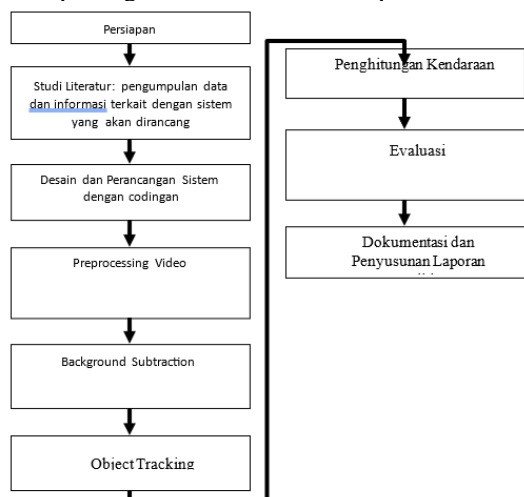 Persiapan
Studi Literatur: pengumpulan data
dan informasi terkait dengan sistem
yang akan dirancang
Desain dan Perancangan Sistem
dengan codingan
Preprocessing Video
Background Subtraction
Object Tracking
Penghitungan Kendaraan
Evaluasi
Dokumentasi dan
Penyusunan Laporan